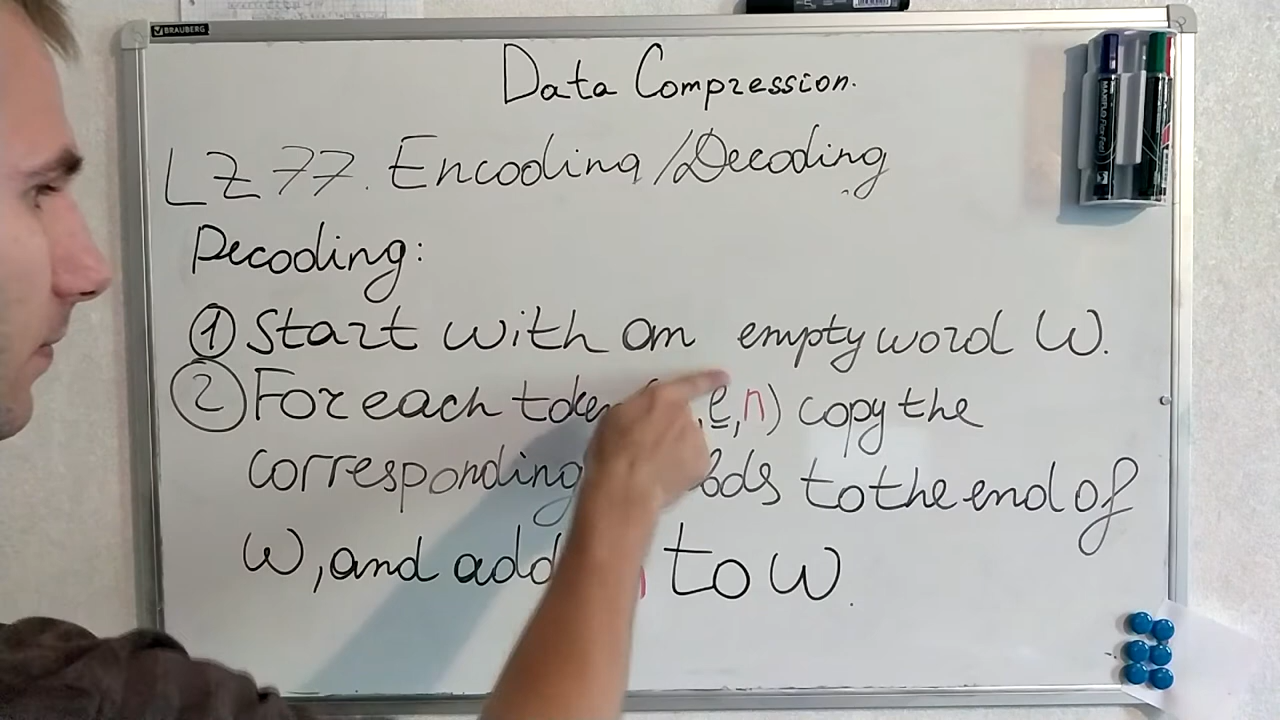 BRAUBERG
Data Compression.
LZ77. Encoding/Decoding
Decoding:
① Start with an empty word W.
② For each token ,e,n) copy the
corresponding to the end of
W, and add n to W.